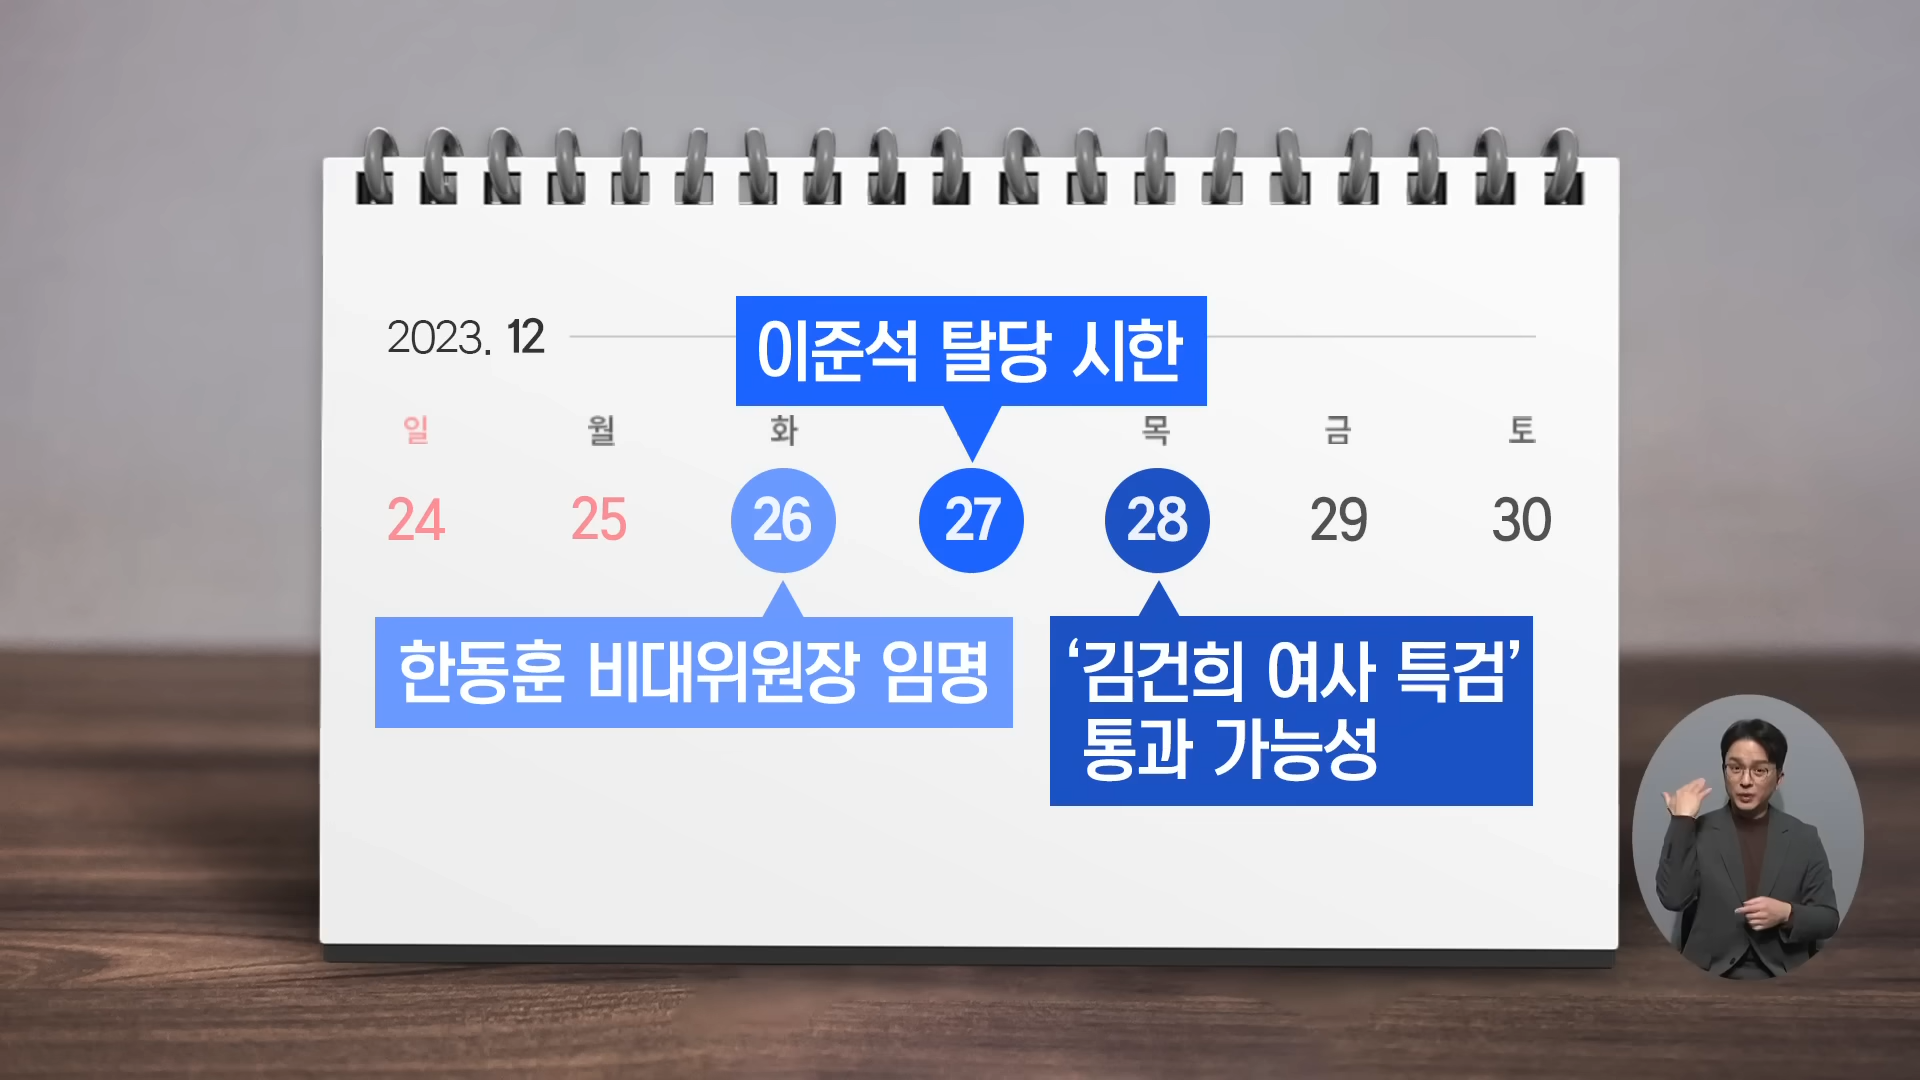 2023. 12
이준석 탈당 시한
일 월 화 목 금 토
24 25 26 27 28 29 30
한동훈 비대위원장 임명
‘김건희 여사 특검’
통과 가능성